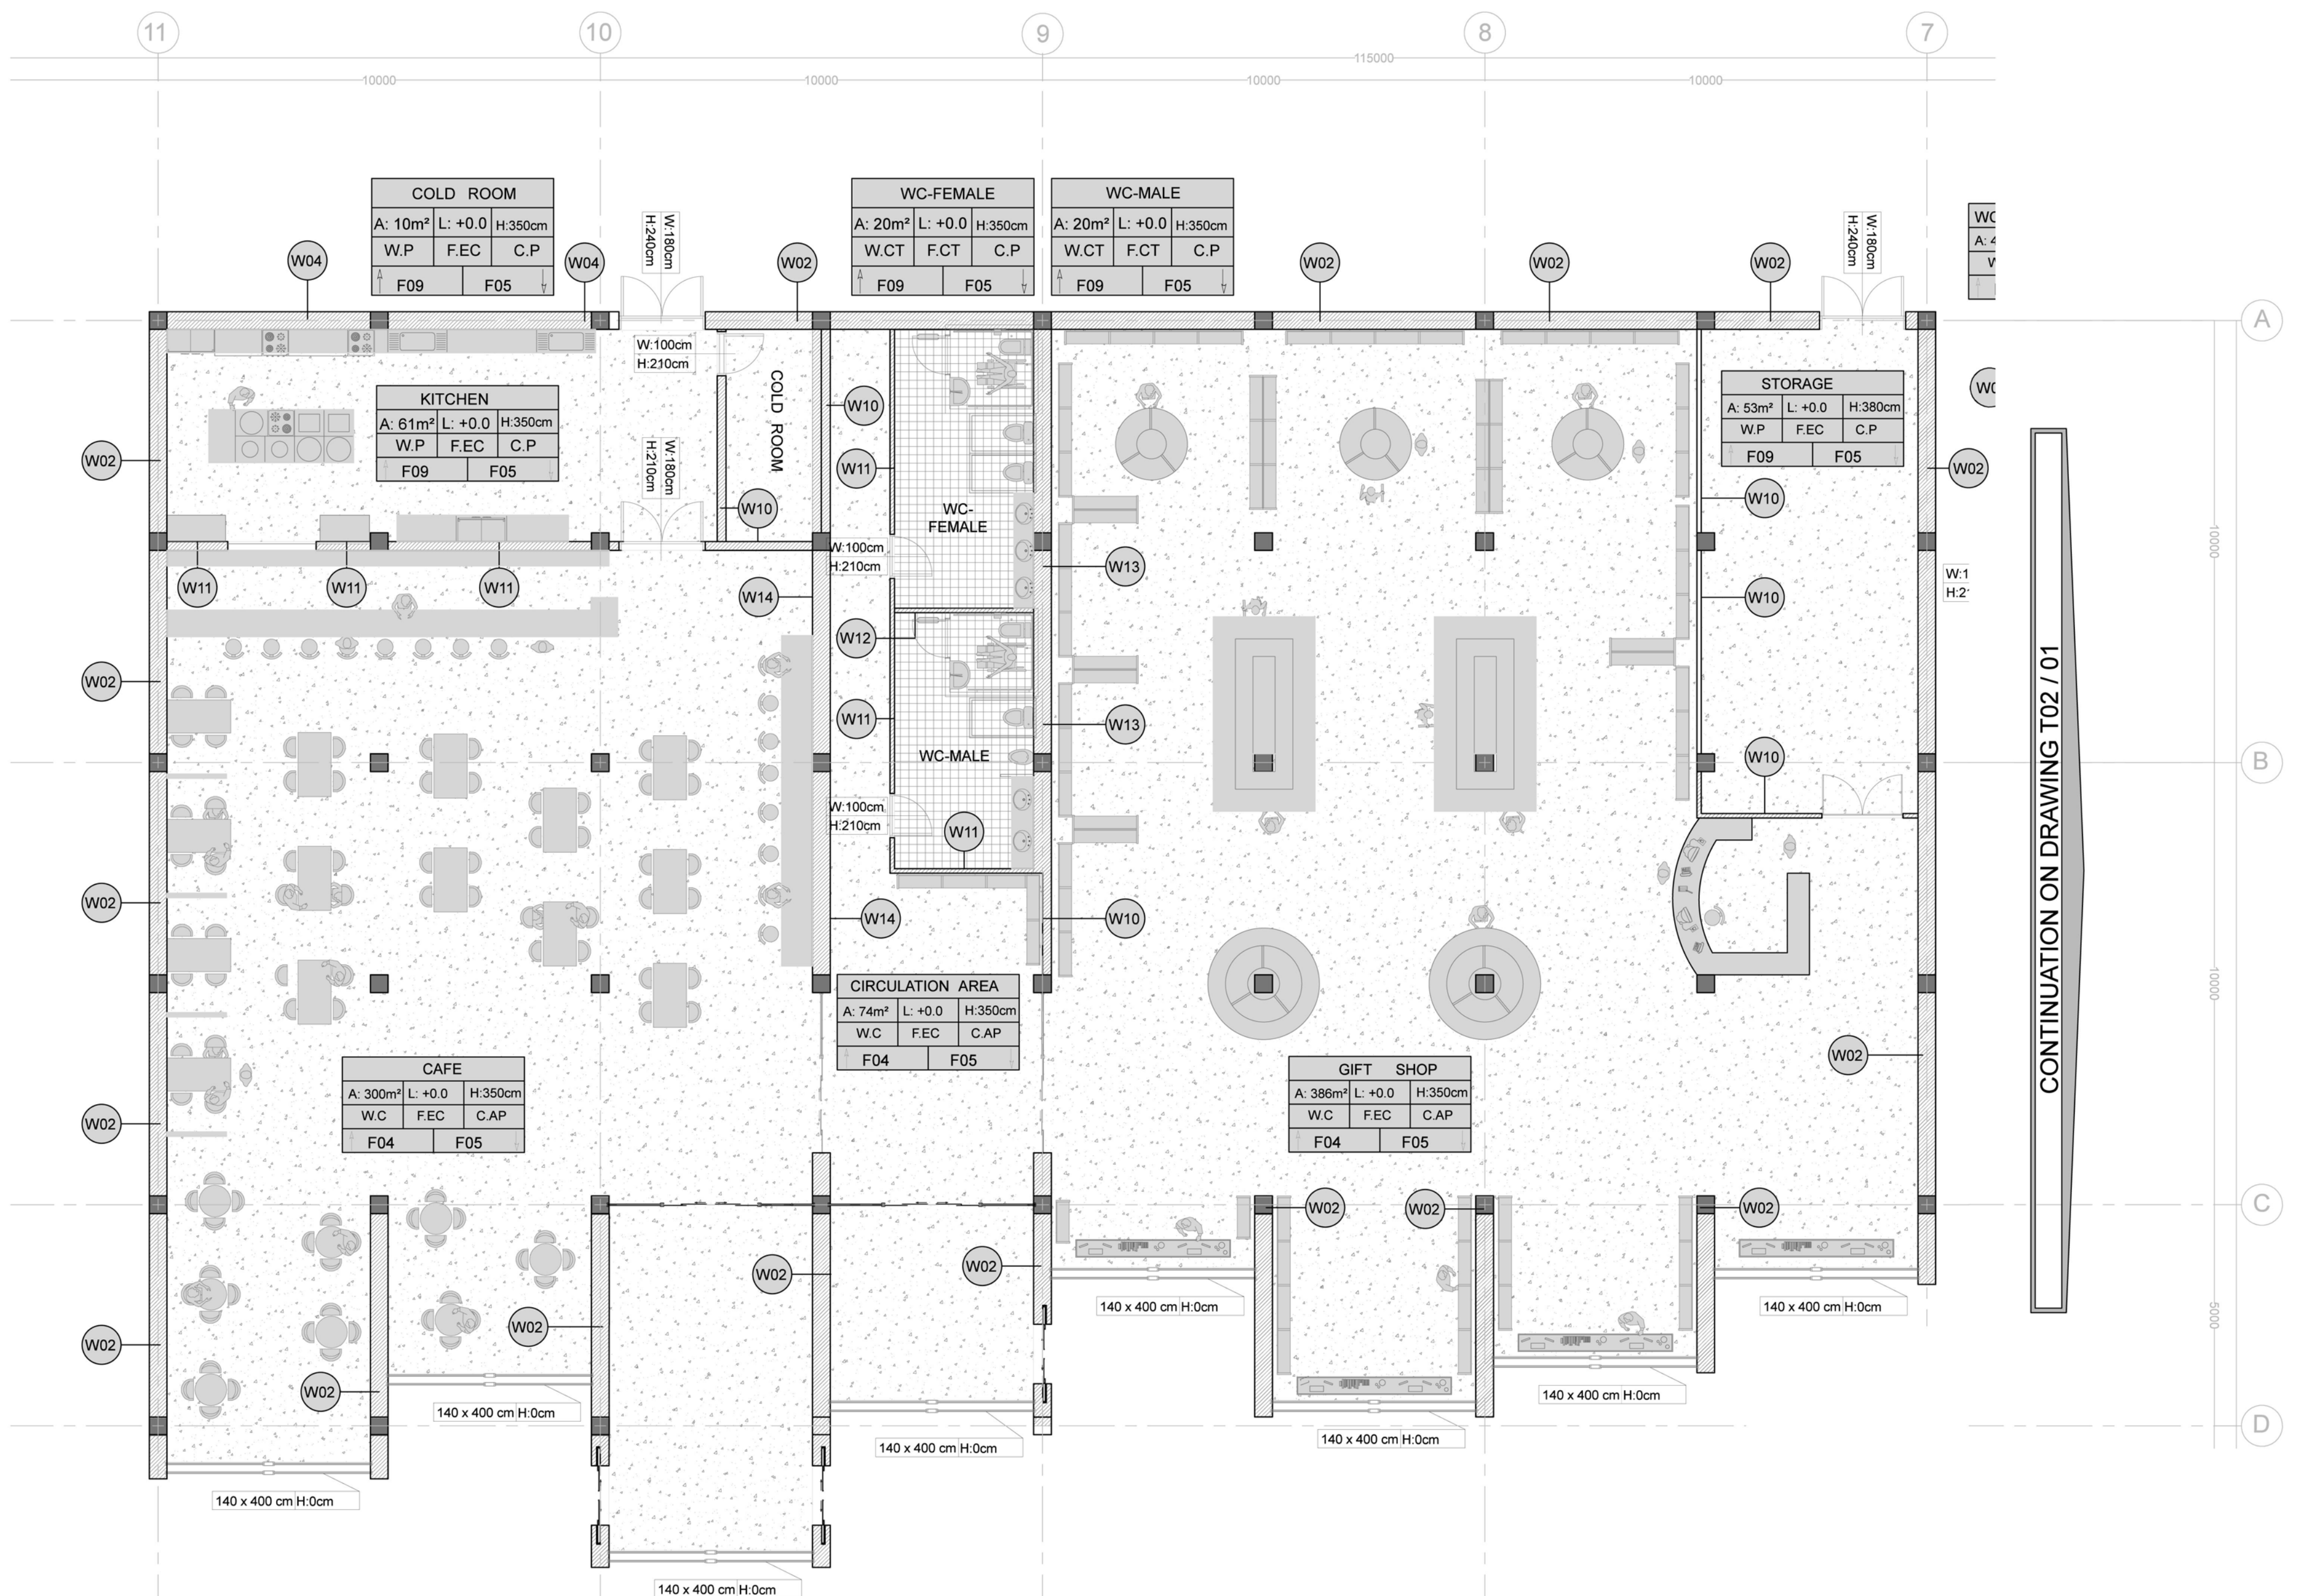 11
10
9
8
7
115000
10000
10000
10000
10000
COLD ROOM
A: 10m² L: +0.0 H:350cm
W.P F.EC C.P
F09 F05
WC-FEMALE
A: 20m² L: +0.0 H:350cm
W.CT F.CT C.P
F09 F05
WC-MALE
A: 20m² L: +0.0 H:350cm
W.CT F.CT C.P
F09 F05
W:180cm
H:240cm
W:180cm
H:240cm
WC
A: 4
W04
W04
W02
W02
W02
W02
A
W:100cm
H:210cm
COLD ROOM
KITCHEN
A: 61m² L: +0.0 H:350cm
W.P F.EC C.P
F09 F05
STORAGE
A: 53m² L: +0.0 H:380cm
W.P F.EC C.P
F09 F05
W10
W02
W11
W:180cm
H:210cm
W10
W02
W10
WC-
FEMALE
W:100cm
H:210cm
W13
10000
W:1
H:2
W11
W11
W11
W14
W10
W12
W02
W11
W13
WC-MALE
W10
B
W:100cm
H:210cm
W11
CONTINUATION ON DRAWING T02 / 01
W02
W14
W10
10000
CIRCULATION AREA
A: 74m² L: +0.0 H:350cm
W.C F.EC C.AP
F04 F05
CAFE
A: 300m² L: +0.0 H:350cm
W.C F.EC C.AP
F04 F05
GIFT SHOP
A: 386m² L: +0.0 H:350cm
W.C F.EC C.AP
F04 F05
W02
W02
W02
W02
W02
C
W02
W02
140 x 400 cm H:0cm
140 x 400 cm H:0cm
5000
W02
W02
W02
140 x 400 cm H:0cm
140 x 400 cm H:0cm
140 x 400 cm H:0cm
140 x 400 cm H:0cm
D
140 x 400 cm H:0cm
140 x 400 cm H:0cm